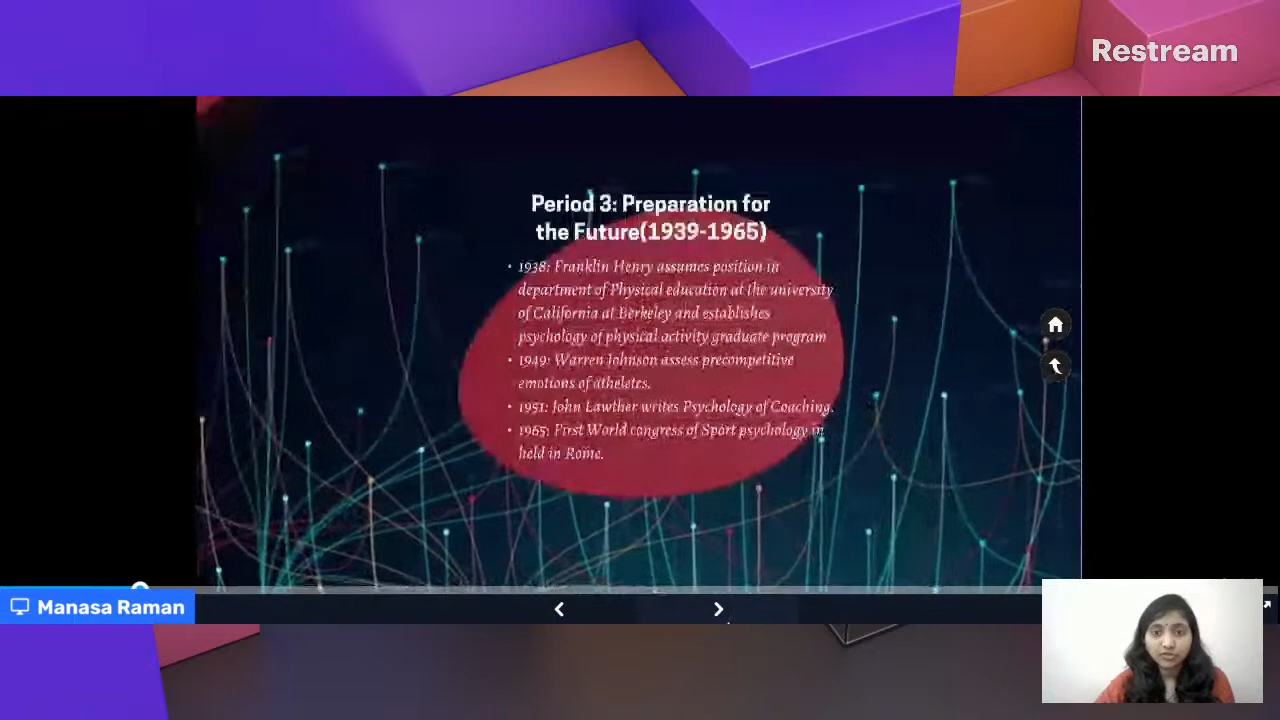 Restream
Period 3: Preparation for
the Future(1939-1965)
• 1938: Franklin Henry assumes position in
department of Physical education at the university
of California at Berkeley and establishes
psychology of physical activity graduate program
• 1949: Warren Johnson assess precompetitive
emotions of atheletes.
• 1951: John Lawther writes Psychology of Coaching.
• 1965: First World congress of Sport psychology in
held in Rome.
Manasa Raman